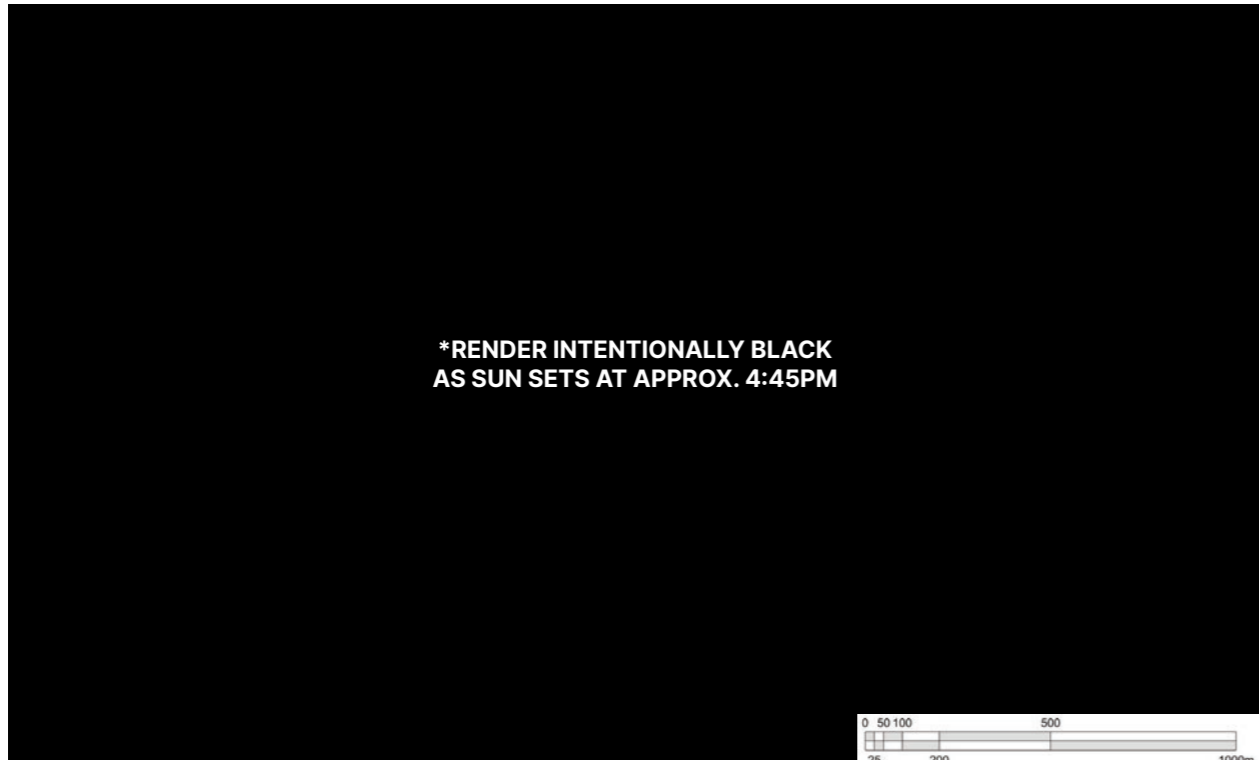 *RENDER INTENTIONALLY BLACK
AS SUN SETS AT APPROX. 4:45PM
0 50 100 500
25 200 1000m